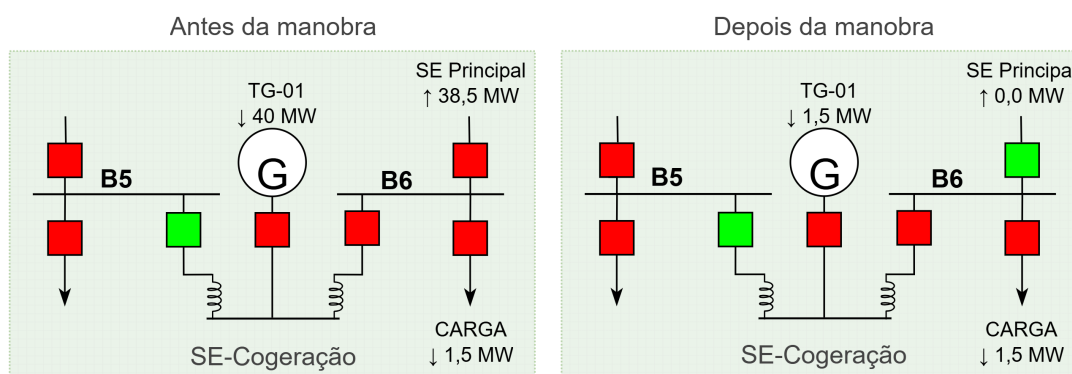 Antes da manobra
SE Principal
↑ 38,5 MW
TG-01
↓ 40 MW
G
B5
B6
CARGA
↓ 1,5 MW
SE-Cogeração
Depois da manobra
SE Principa
↑ 0,0 MW
TG-01
↓ 1,5 MW
G
B5
B6
CARGA
↓ 1,5 MW
SE-Cogeração